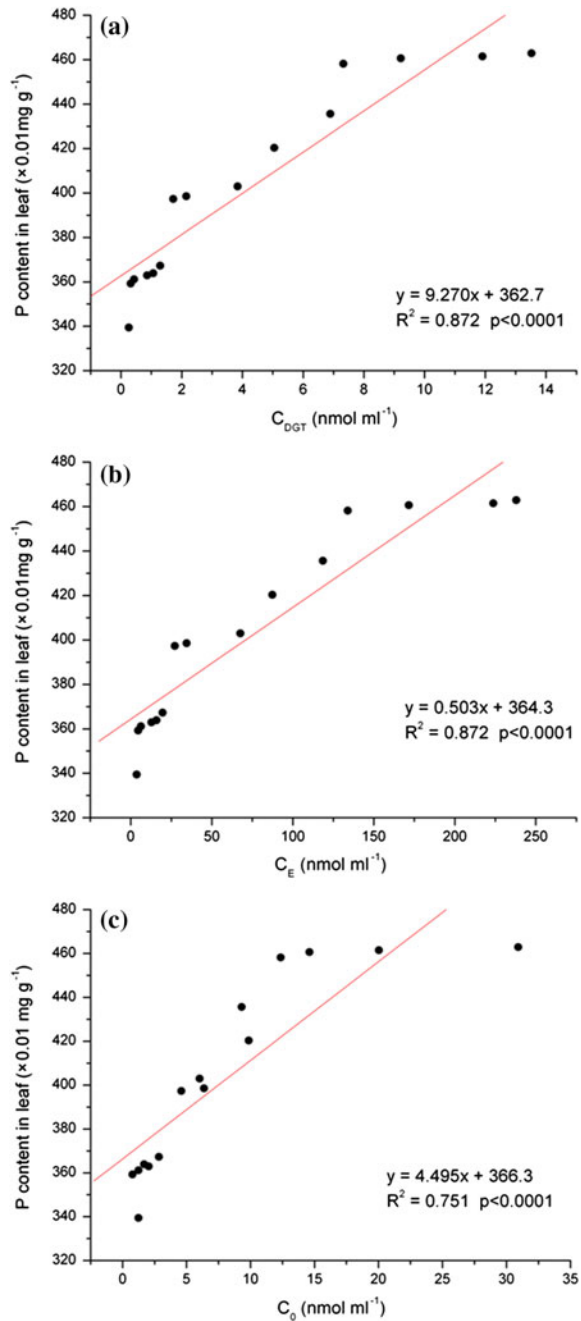 (a)
480
460
440
420
400
380
360
340
320
P content in leaf (×0.01mg g⁻¹)
y = 9.270x + 362.7
R² = 0.872 p<0.0001
0 2 4 6 8 10 12 14
C_DGT (nmol ml⁻¹)
(b)
480
460
440
420
400
380
360
340
320
P content in leaf (×0.01mg g⁻¹)
y = 0.503x + 364.3
R² = 0.872 p<0.0001
0 50 100 150 200 250
C_E (nmol ml⁻¹)
(c)
480
460
440
420
400
380
360
340
320
P content in leaf (×0.01 mg g⁻¹)
y = 4.495x + 366.3
R² = 0.751 p<0.0001
0 5 10 15 20 25 30 35
C₀ (nmol ml⁻¹)